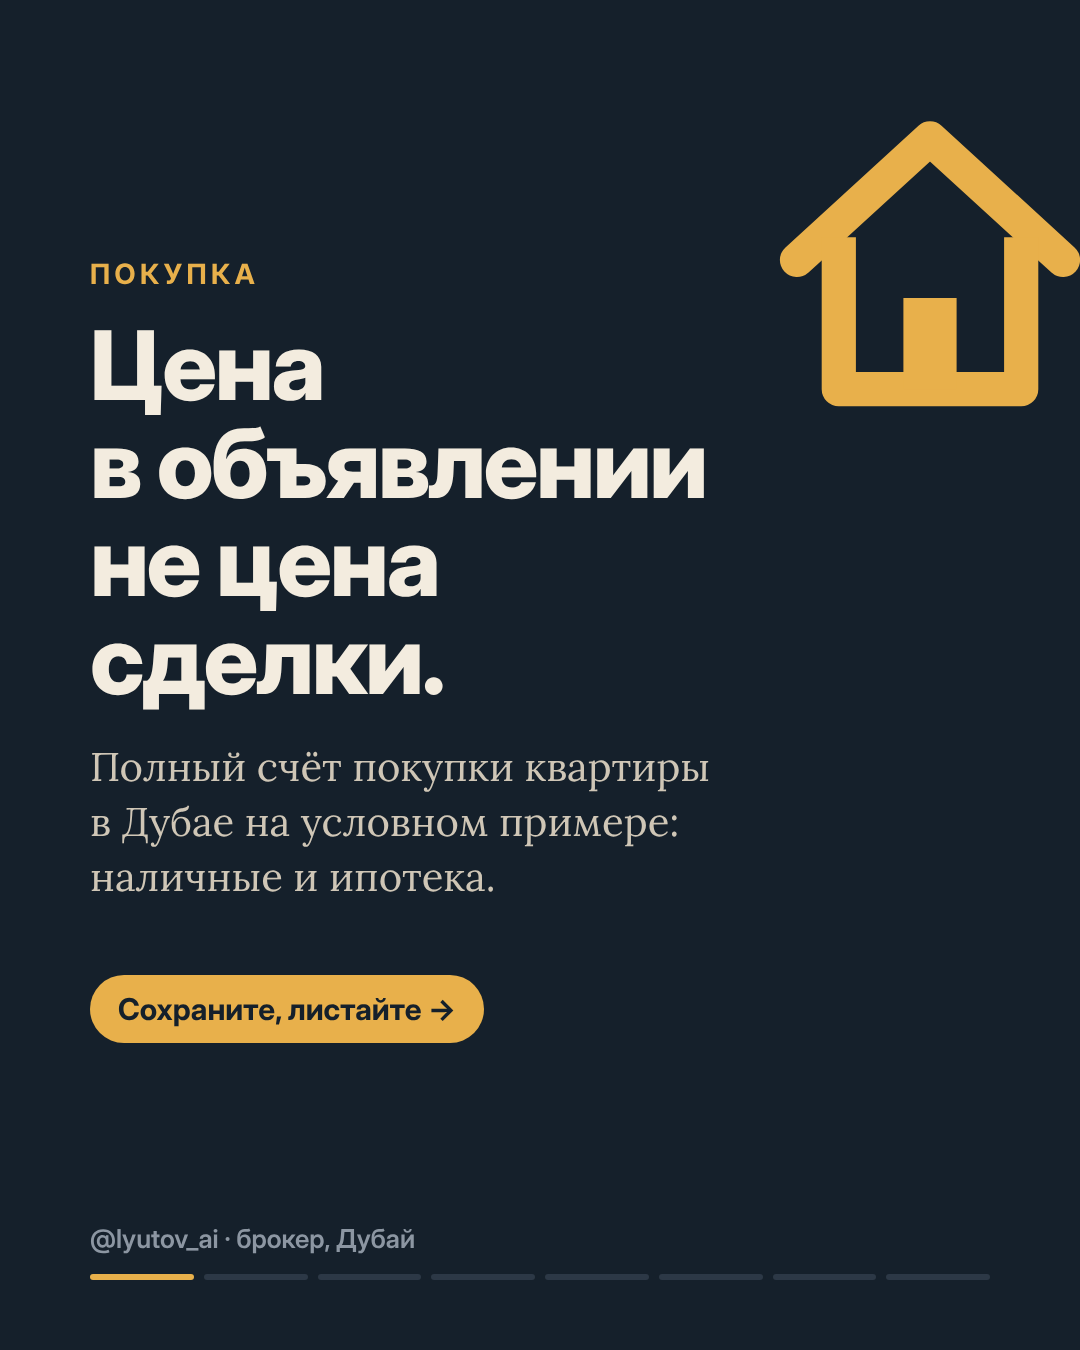 ПОКУПКА
Цена
в объявлении
не цена
сделки.
Полный счёт покупки квартиры
в Дубае на условном примере:
наличные и ипотека.
Сохраните, листайте →
@lyutov_ai · брокер, Дубай